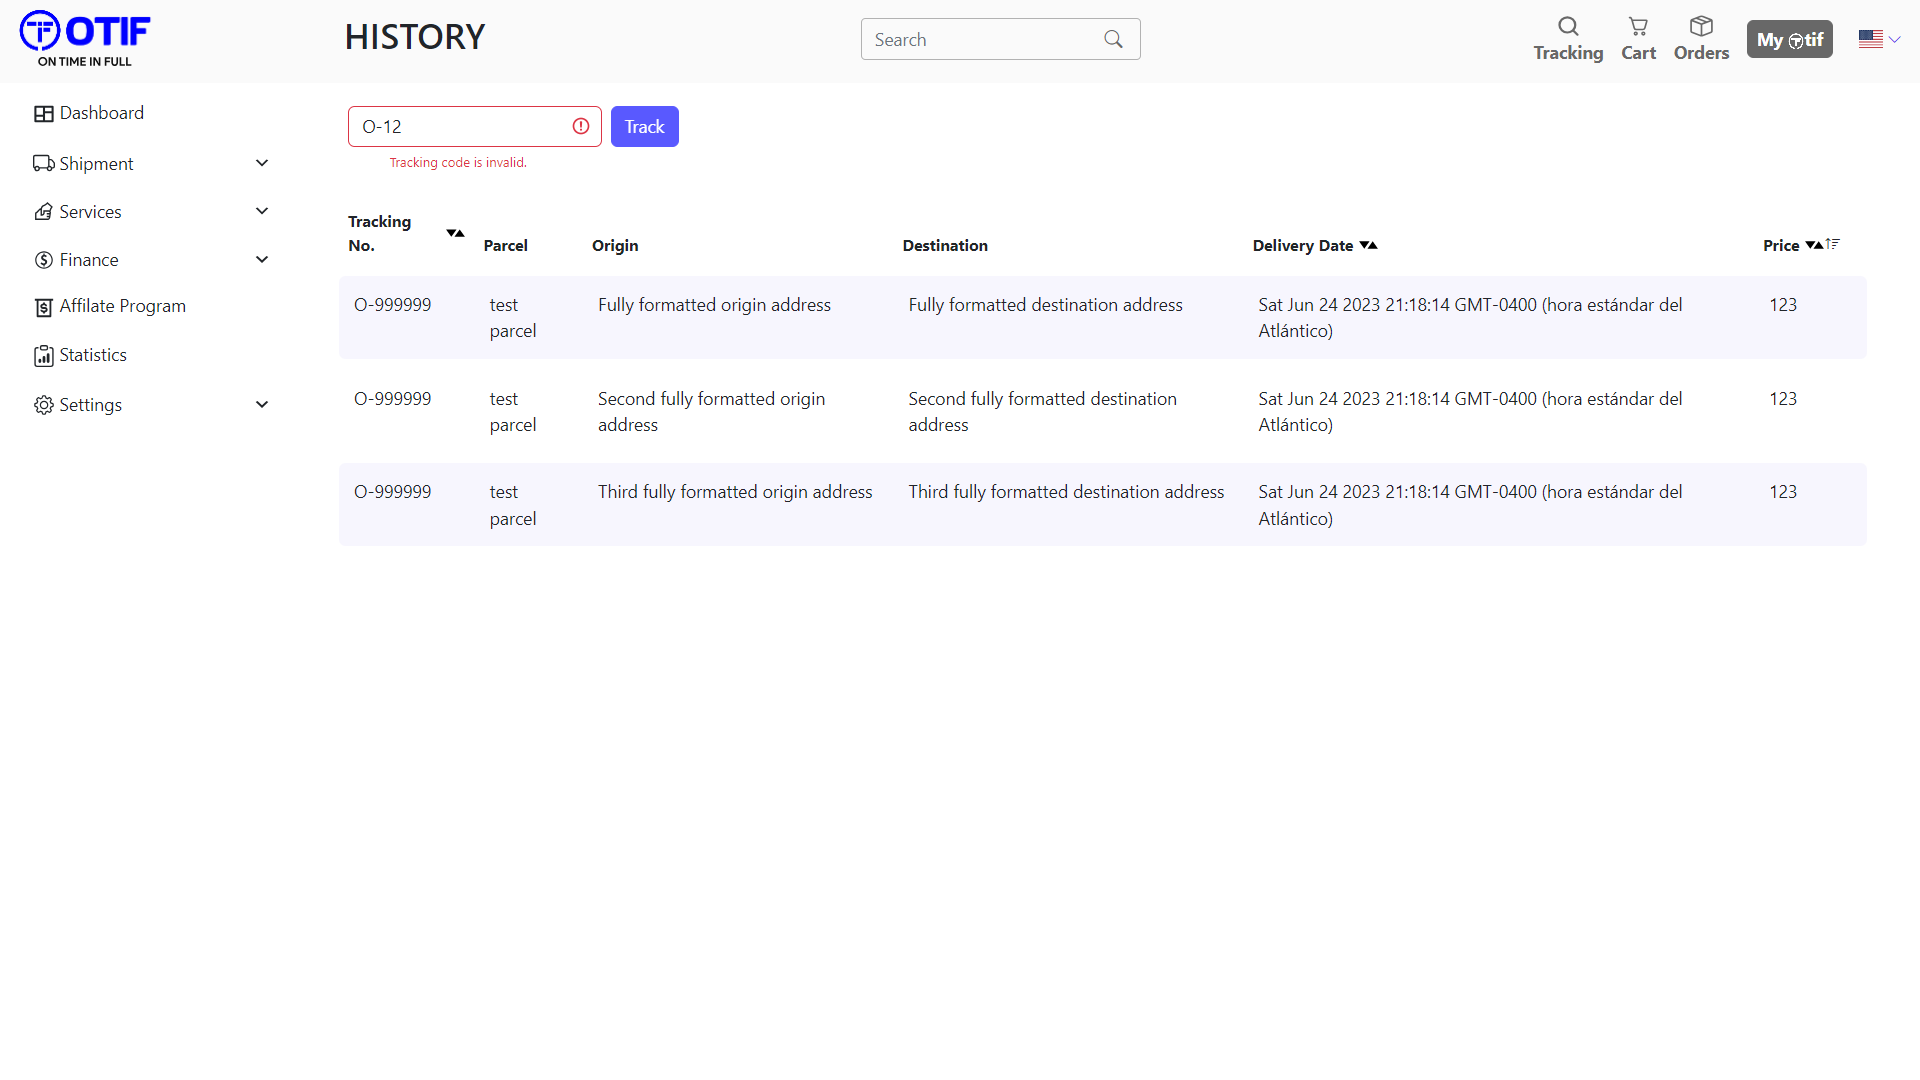 OTIF
ON TIME IN FULL
HISTORY
Search
Tracking
Cart
Orders
My Otif
Dashboard
Shipment
Services
Finance
Affilate Program
Statistics
Settings
O-12
Track
Tracking code is invalid.
Tracking
No.
Parcel
Origin
Destination
Delivery Date
Price
O-999999
test
parcel
Fully formatted origin address
Fully formatted destination address
Sat Jun 24 2023 21:18:14 GMT-0400 (hora estándar del
Atlántico)
123
O-999999
test
parcel
Second fully formatted origin
address
Second fully formatted destination
address
Sat Jun 24 2023 21:18:14 GMT-0400 (hora estándar del
Atlántico)
123
O-999999
test
parcel
Third fully formatted origin address
Third fully formatted destination address
Sat Jun 24 2023 21:18:14 GMT-0400 (hora estándar del
Atlántico)
123